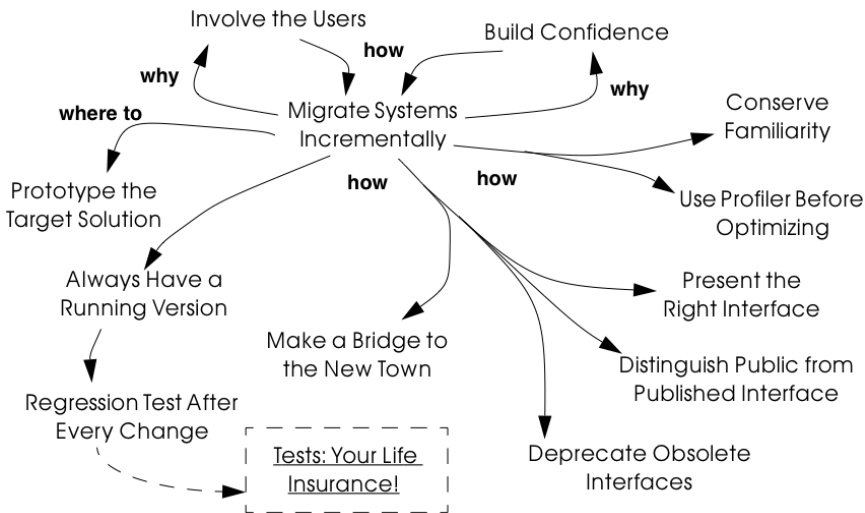 Involve the Users
how
Build Confidence
why
why
where to
Migrate Systems
Incrementally
Conserve
Familiarity
how
how
Prototype the
Target Solution
Use Profiler Before
Optimizing
Always Have a
Running Version
Present the
Right Interface
Make a Bridge to
the New Town
Distinguish Public from
Published Interface
Regression Test After
Every Change
Tests: Your Life
Insurance!
Deprecate Obsolete
Interfaces